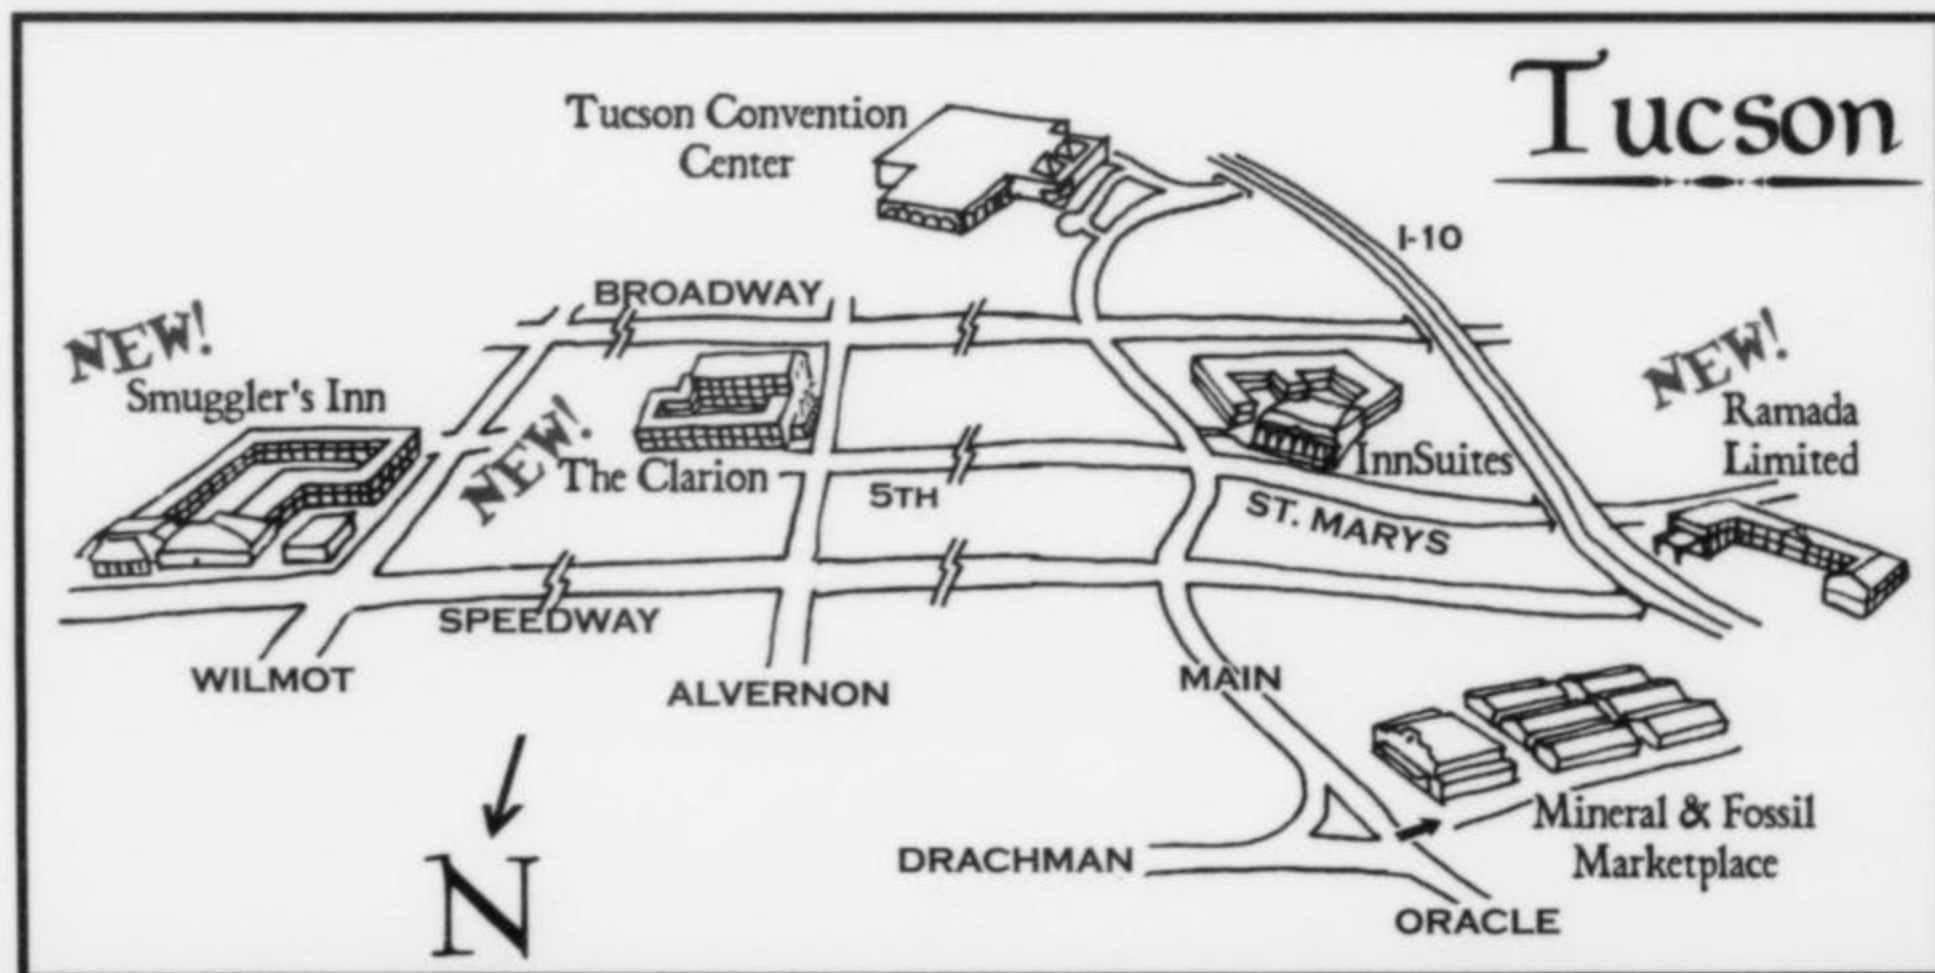 Tucson
Tucson Convention
Center
I-10
BROADWAY
NEW!
Smuggler's Inn
NEW!
The Clarion
NEW!
Ramada
Limited
InnSuites
5TH
ST. MARYS
SPEEDWAY
WILMOT
ALVERNON
MAIN
Mineral & Fossil
Marketplace
DRACHMAN
ORACLE
N